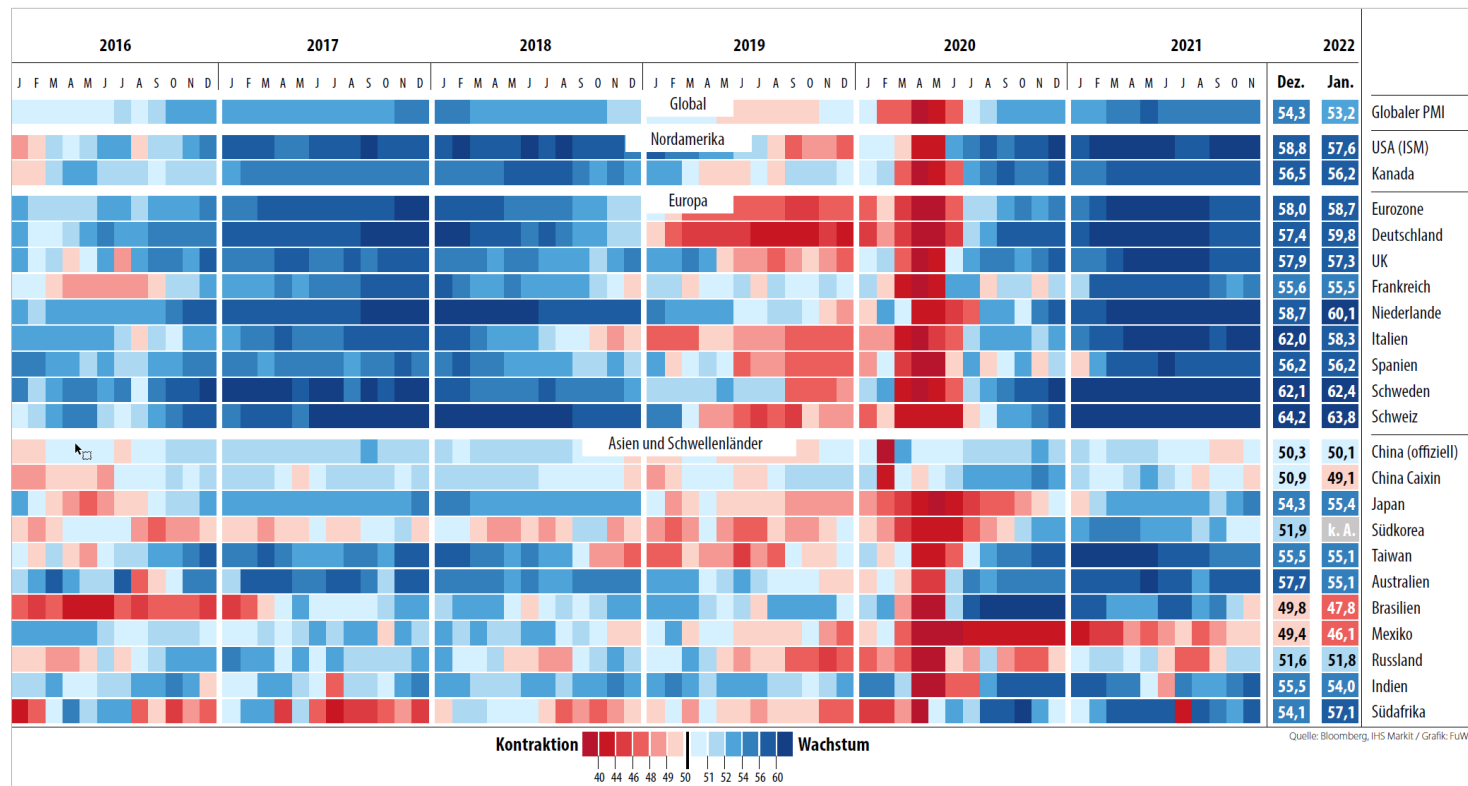 2016 2017 2018 2019 2020 2021 2022
J F M A M J J A S O N D J F M A M J J A S O N D J F M A M J J A S O N D J F M A M J J A S O N D J F M A M J J A S O N D J F M A M J J A S O N Dez. Jan.
Global
54,3 53,2 Globaler PMI
Nordamerika
58,8 57,6 USA (ISM)
56,5 56,2 Kanada
Europa
58,0 58,7 Eurozone
57,4 59,8 Deutschland
57,9 57,3 UK
55,6 55,5 Frankreich
58,7 60,1 Niederlande
62,0 58,3 Italien
56,2 56,2 Spanien
62,1 62,4 Schweden
64,2 63,8 Schweiz
Asien und Schwellenländer
50,3 50,1 China (offiziell)
50,9 49,1 China Caixin
54,3 55,4 Japan
51,9 k. A. Südkorea
55,5 55,1 Taiwan
57,7 55,1 Australien
49,8 47,8 Brasilien
49,4 46,1 Mexiko
51,6 51,8 Russland
55,5 54,0 Indien
54,1 57,1 Südafrika
Kontraktion Wachstum
40 44 46 48 49 50 51 52 54 56 60
Quelle: Bloomberg, IHS Markit / Grafik: FuW